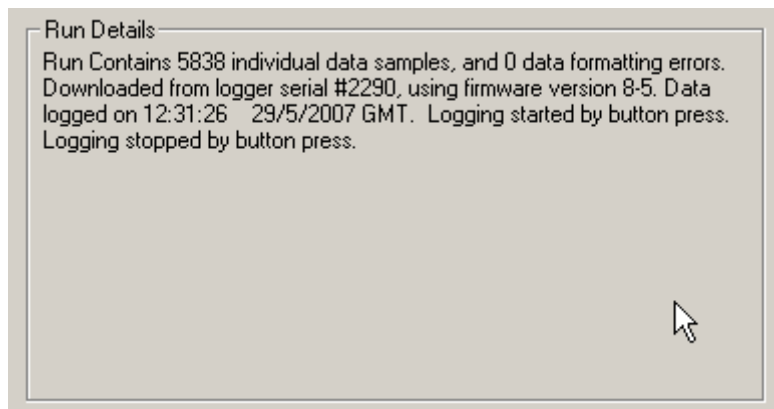 Run Details
Run Contains 5838 individual data samples, and 0 data formatting errors.
Downloaded from logger serial #2290, using firmware version 8-5. Data
logged on 12:31:26    29/5/2007 GMT.  Logging started by button press.
Logging stopped by button press.